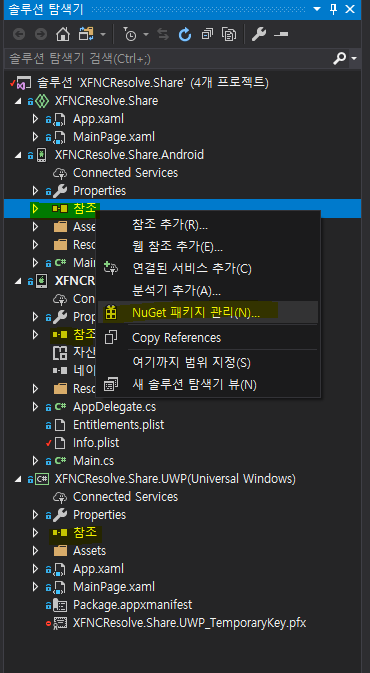 솔루션 탐색기
솔루션 탐색기 검색(Ctrl+;)
솔루션 'XFNCResolve.Share' (4개 프로젝트)
XFNCResolve.Share
App.xaml
MainPage.xaml
XFNCResolve.Share.Android
Connected Services
Properties
참조
참조 추가(R)...
Asse
웹 참조 추가(E)...
Reso
연결된 서비스 추가(C)
Main
분석기 추가(A)...
XFNCR
NuGet 패키지 관리(N)...
Conn
Prop
Copy References
참조
자산
여기까지 범위 지정(S)
네이
새 솔루션 탐색기 뷰(N)
Reso
AppDelegate.cs
Entitlements.plist
Info.plist
C# Main.cs
C# XFNCResolve.Share.UWP(Universal Windows)
Connected Services
Properties
참조
Assets
App.xaml
MainPage.xaml
Package.appxmanifest
XFNCResolve.Share.UWP_TemporaryKey.pfx